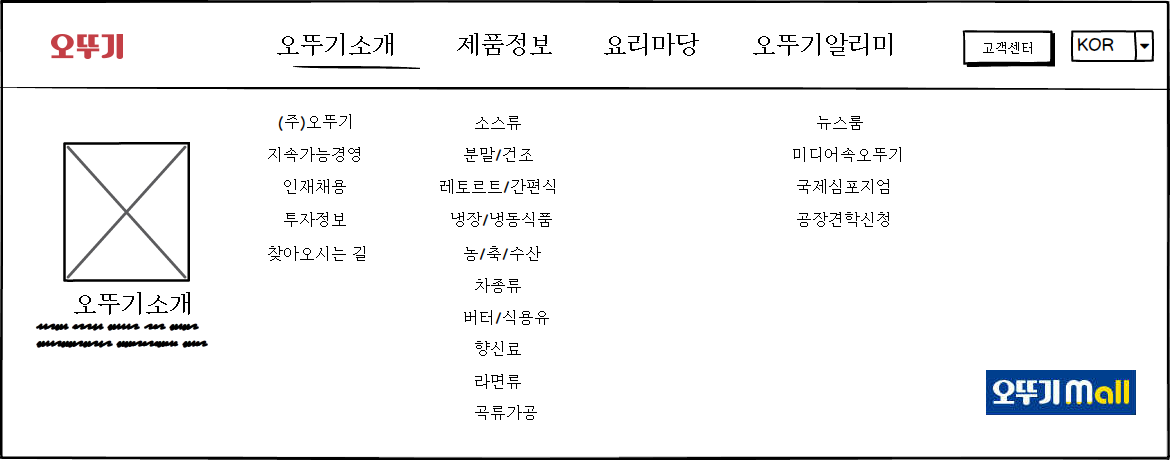 오뚜기
오뚜기소개
제품정보
요리마당
오뚜기알리미
고객센터
KOR
(주)오뚜기
지속가능경영
인재채용
투자정보
찾아오시는 길
소스류
분말/건조
레토르트/간편식
냉장/냉동식품
농/축/수산
차종류
버터/식용유
향신료
라면류
곡류가공
뉴스룸
미디어속오뚜기
국제심포지엄
공장견학신청
오뚜기소개
오뚜기mall